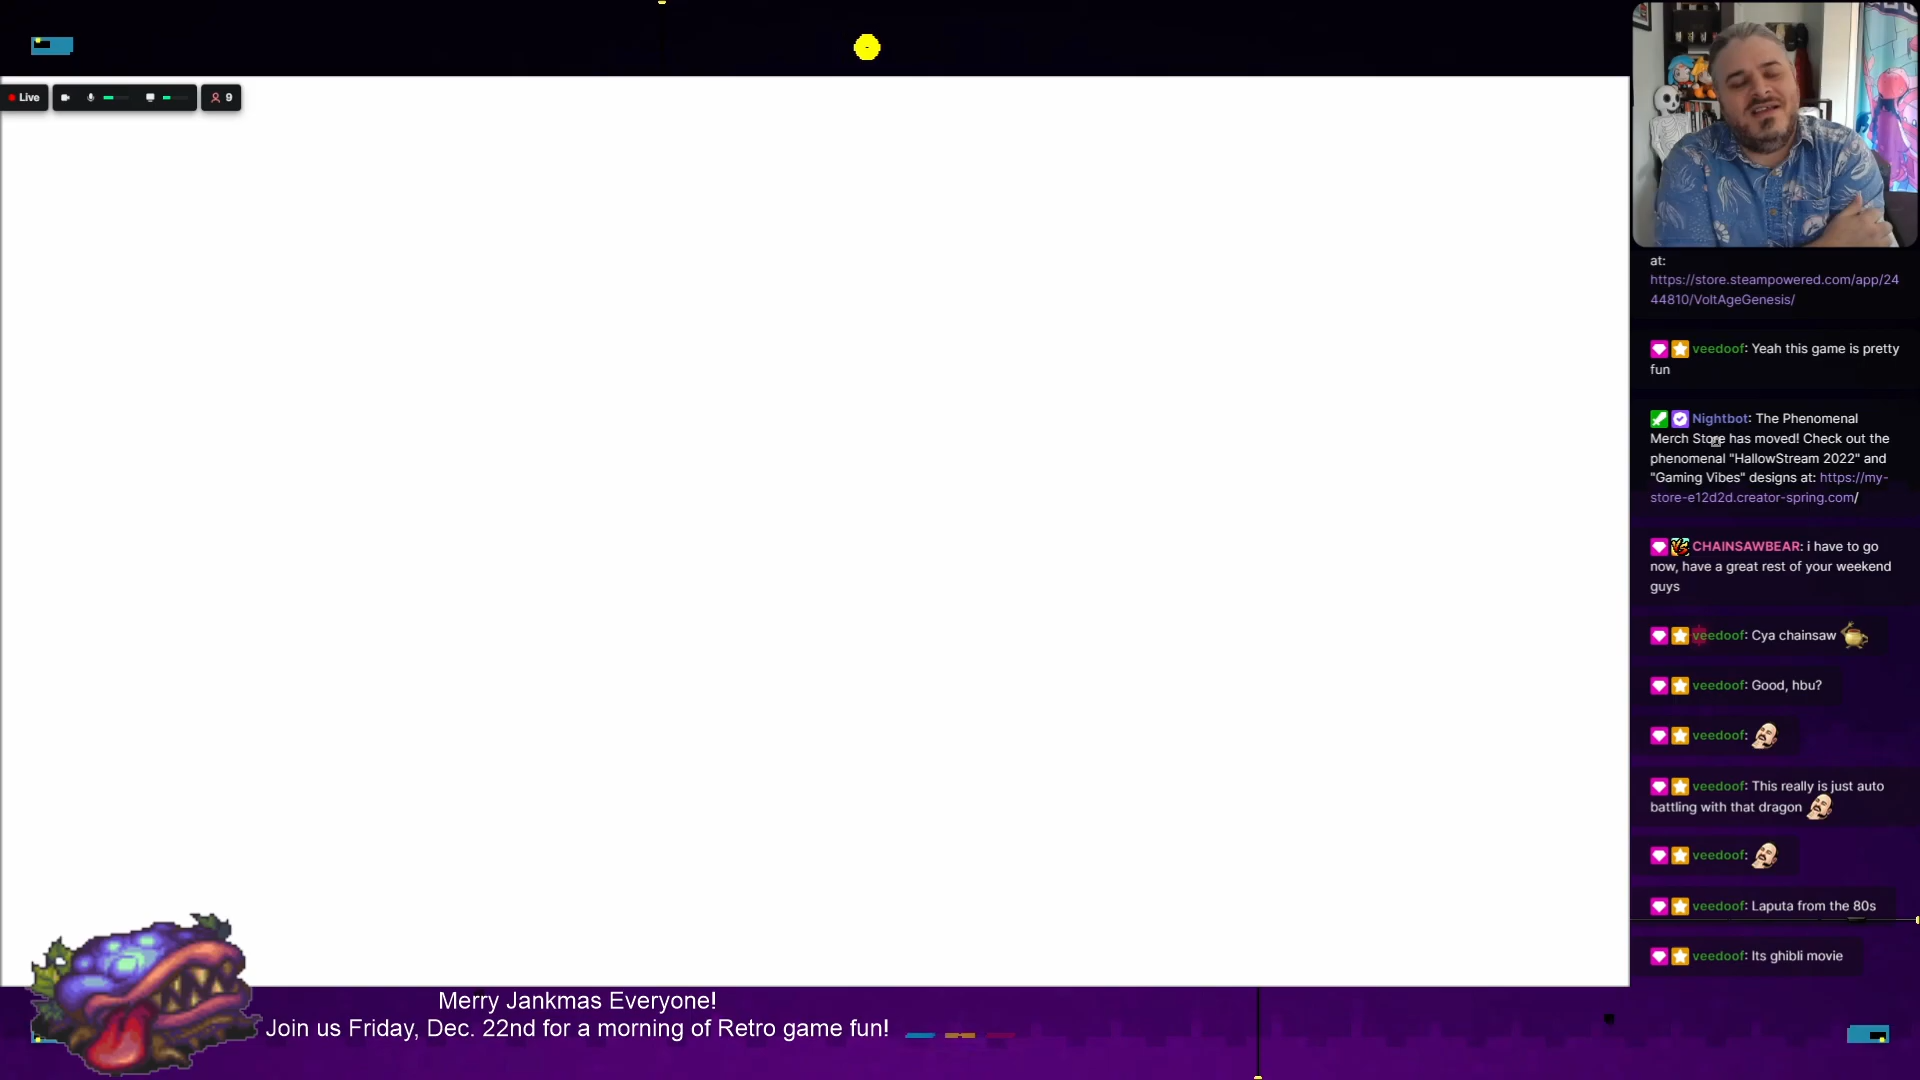 Live
9
at:
https://store.steampowered.com/app/24
44810/VoltAgeGenesis/
veedoof: Yeah this game is pretty
fun
Nightbot: The Phenomenal
Merch Store has moved! Check out the
phenomenal "HallowStream 2022" and
"Gaming Vibes" designs at: https://my-
store-e12d2d.creator-spring.com/
CHAINSAWBEAR: i have to go
now, have a great rest of your weekend
guys
veedoof: Cya chainsaw
veedoof: Good, hbu?
veedoof:
veedoof: This really is just auto
battling with that dragon
veedoof:
veedoof: Laputa from the 80s
veedoof: Its ghibli movie
Merry Jankmas Everyone!
Join us Friday, Dec. 22nd for a morning of Retro game fun!